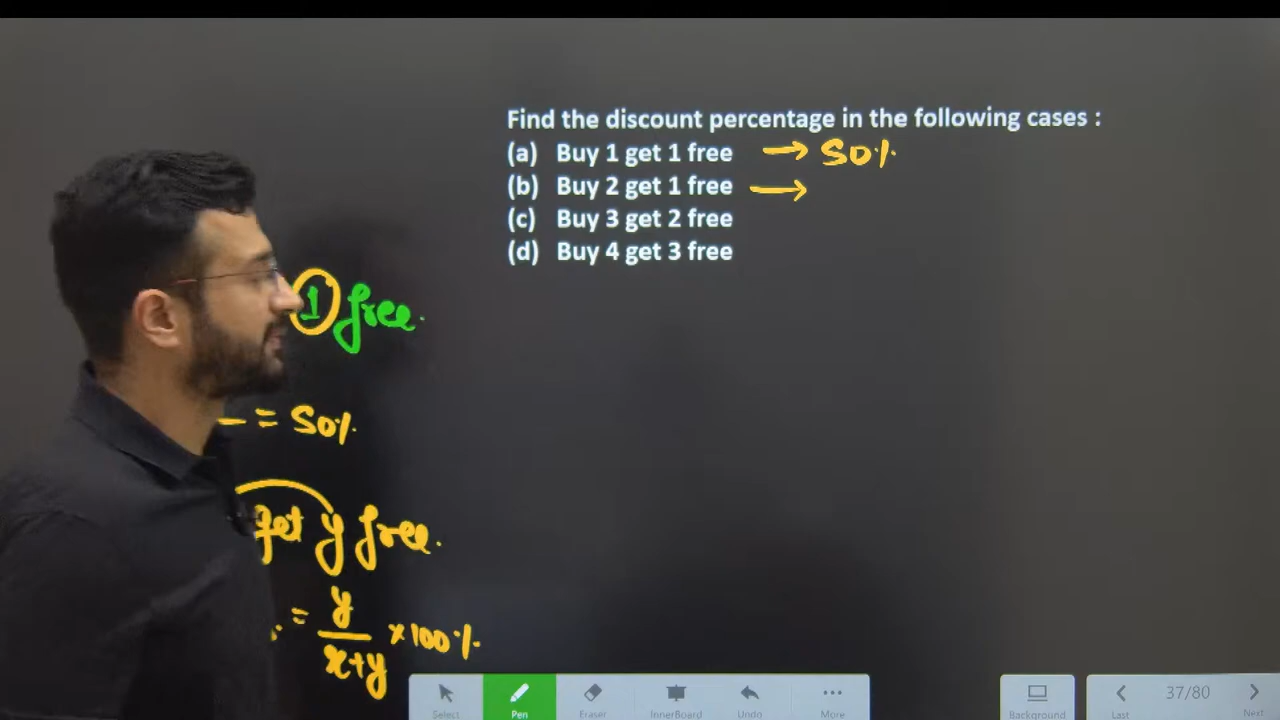 Find the discount percentage in the following cases :
(a) Buy 1 get 1 free → 50%
(b) Buy 2 get 1 free →
(c) Buy 3 get 2 free
(d) Buy 4 get 3 free
1 free.
= 50%
get y free.
= y/x+y ×100%
Select Pen Eraser InnerBoard Undo More
Background
37/80
Last Next